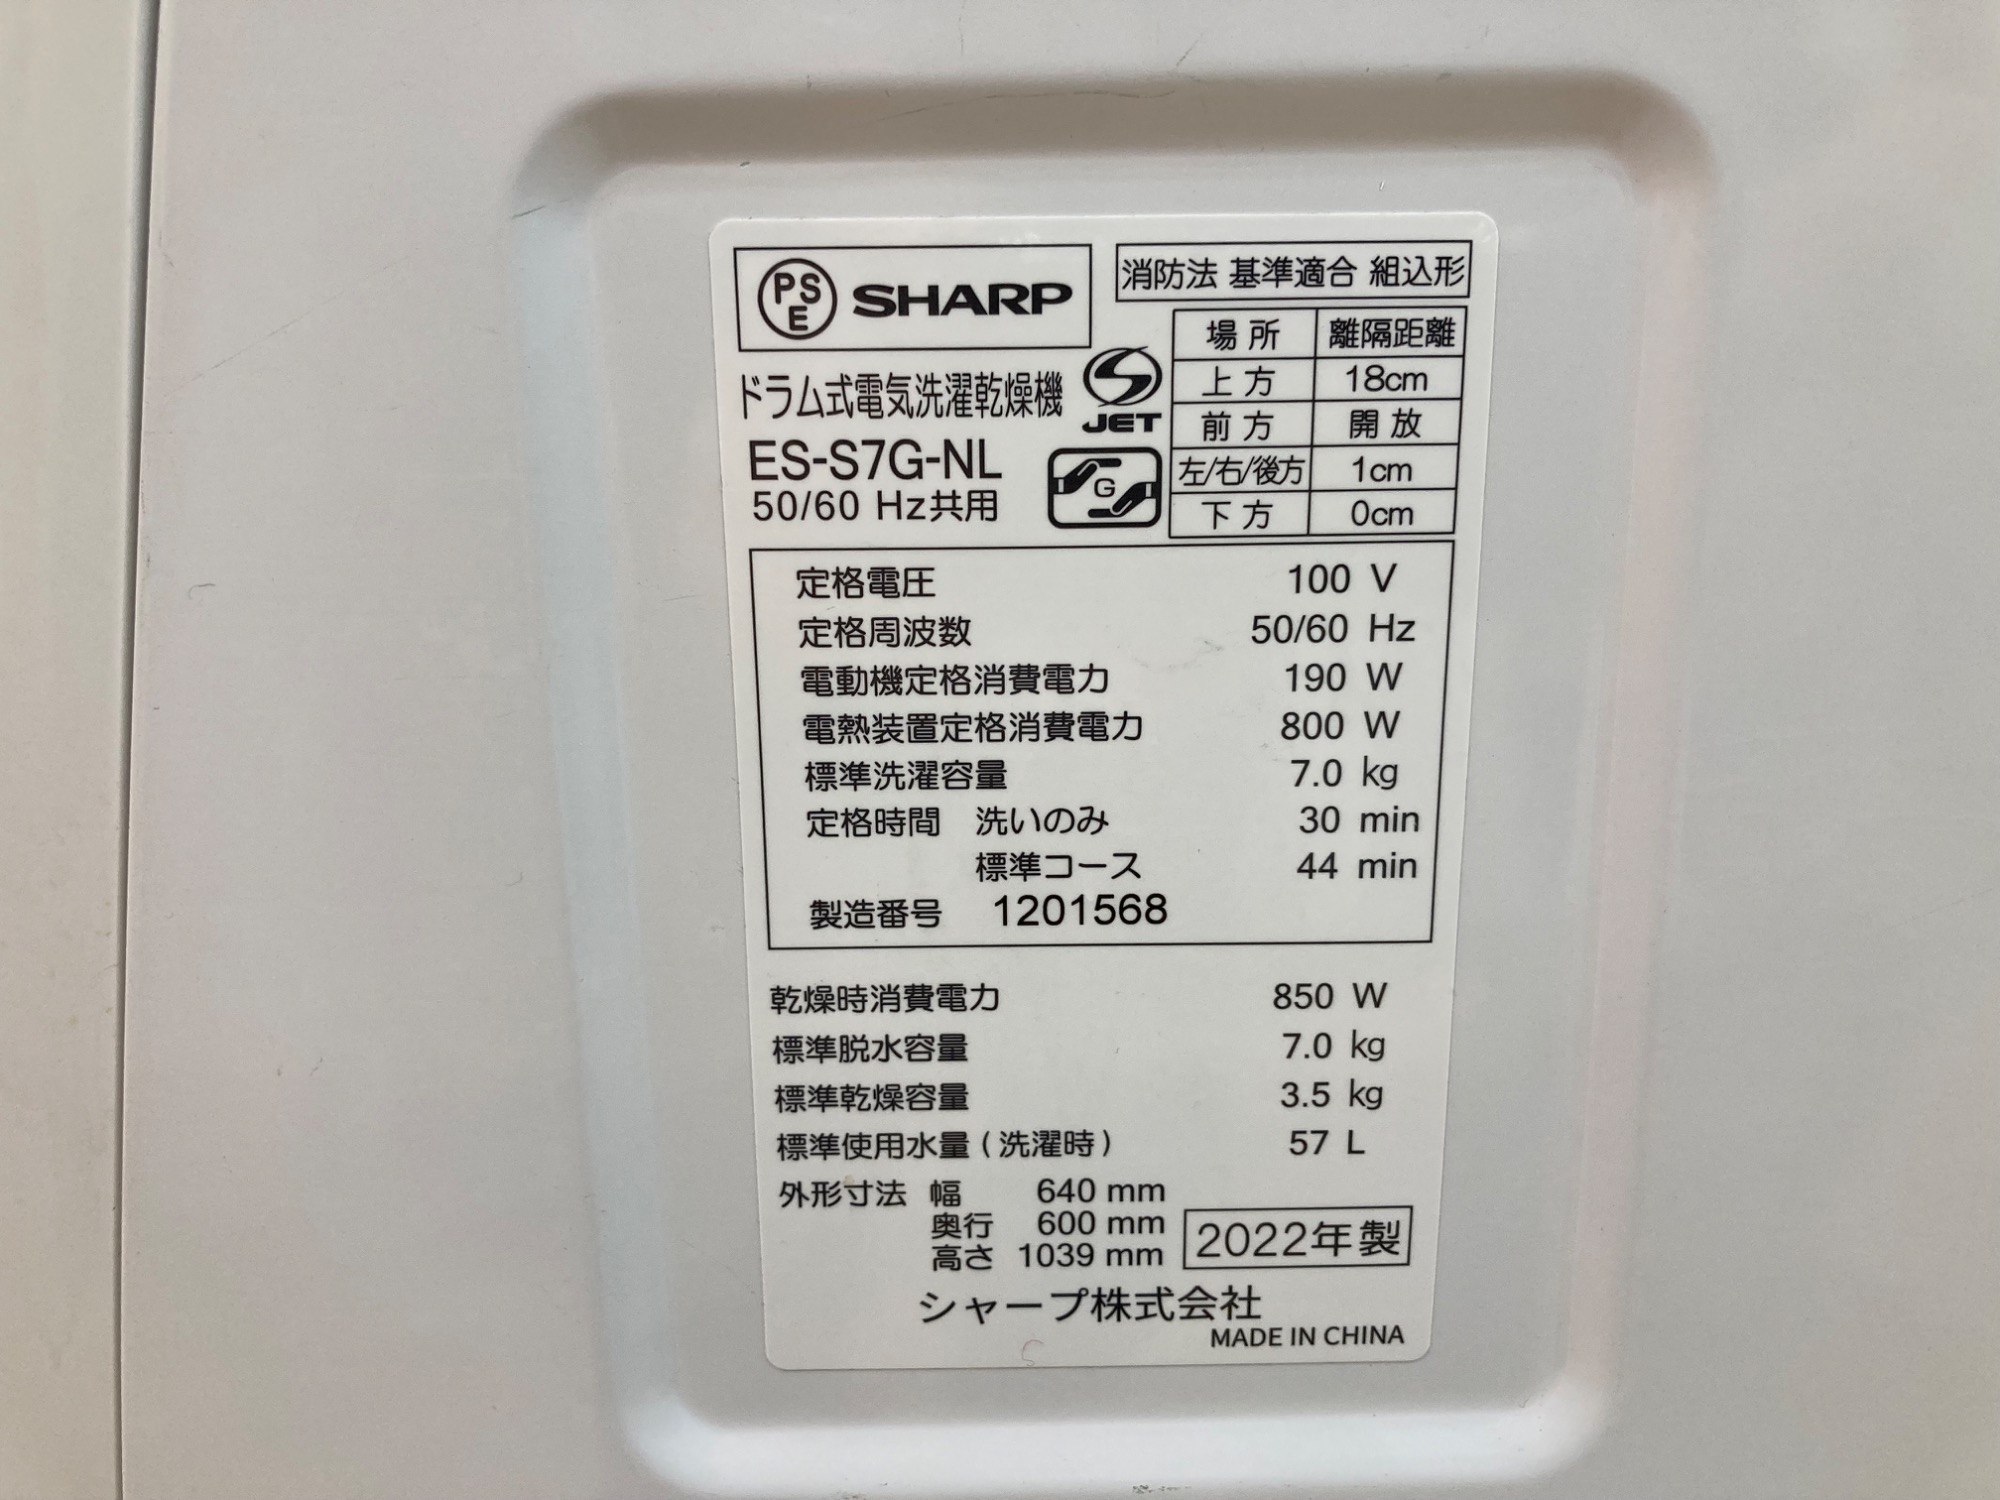 PSE SHARP
消防法 基準適合 組込形
場所 離隔距離
上方 18cm
前方 開放
左/右/後方 1cm
下方 0cm
ドラム式電気洗濯乾燥機
JET
ES-S7G-NL
G
50/60 Hz共用
定格電圧 100 V
定格周波数 50/60 Hz
電動機定格消費電力 190 W
電熱装置定格消費電力 800 W
標準洗濯容量 7.0 kg
定格時間 洗いのみ 30 min
標準コース 44 min
製造番号 1201568
乾燥時消費電力 850 W
標準脱水容量 7.0 kg
標準乾燥容量 3.5 kg
標準使用水量(洗濯時) 57 L
外形寸法 幅 640 mm
奥行 600 mm
高さ 1039 mm
2022年製
シャープ株式会社
MADE IN CHINA